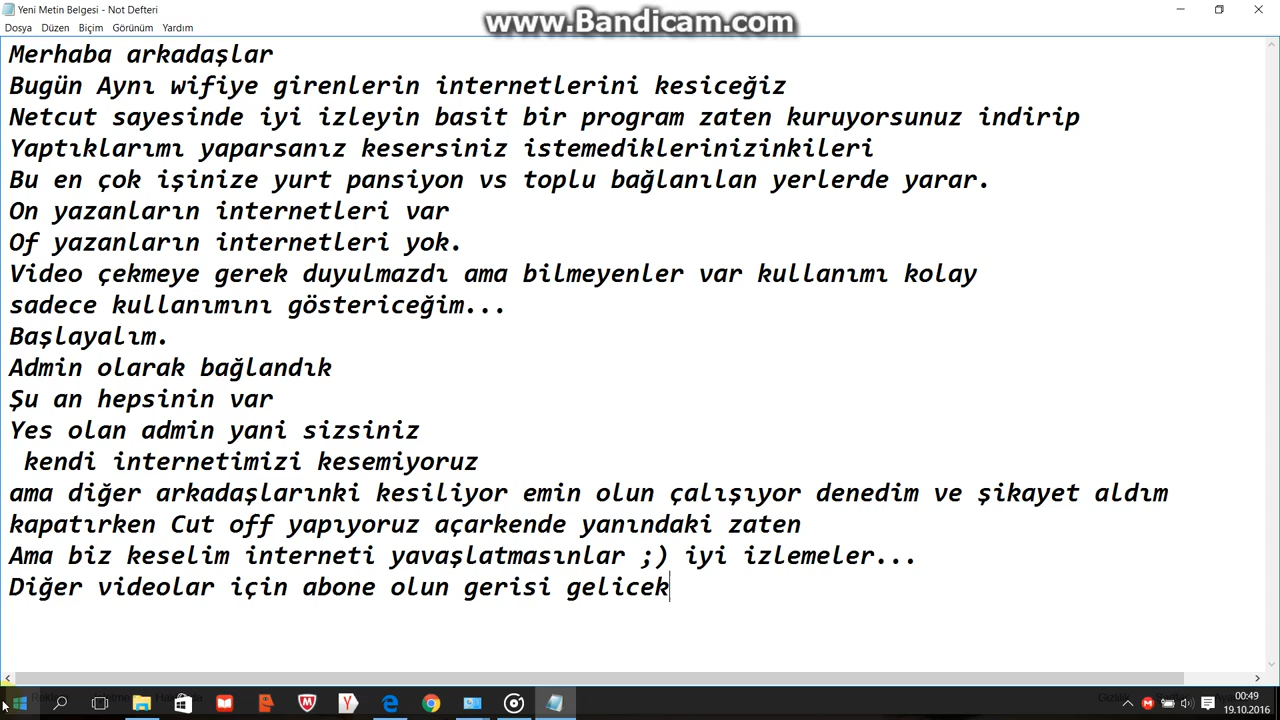 Yeni Metin Belgesi - Not Defteri
www.Bandicam.com
Dosya Düzen Biçim Görünüm Yardım
Merhaba arkadaşlar
Bugün Aynı wifiye girenlerin internetlerini kesiceğiz
Netcut sayesinde iyi izleyin basit bir program zaten kuruyorsunuz indirip
Yaptıklarımı yaparsanız kesersiniz istemediklerinizinkileri
Bu en çok işinize yurt pansiyon vs toplu bağlanılan yerlerde yarar.
On yazanların internetleri var
Of yazanların internetleri yok.
Video çekmeye gerek duyulmazdı ama bilmeyenler var kullanımı kolay
sadece kullanımını göstericeğim...
Başlayalım.
Admin olarak bağlandık
Şu an hepsinin var
Yes olan admin yani sizsiniz
kendi internetimizi kesemiyoruz
ama diğer arkadaşlarınki kesiliyor emin olun çalışıyor denedim ve şikayet aldım
kapatırken Cut off yapıyoruz açarkende yanındaki zaten
Ama biz keselim interneti yavaşlatmasınlar ;) iyi izlemeler...
Diğer videolar için abone olun gerisi gelicek
00:49
19.10.2016